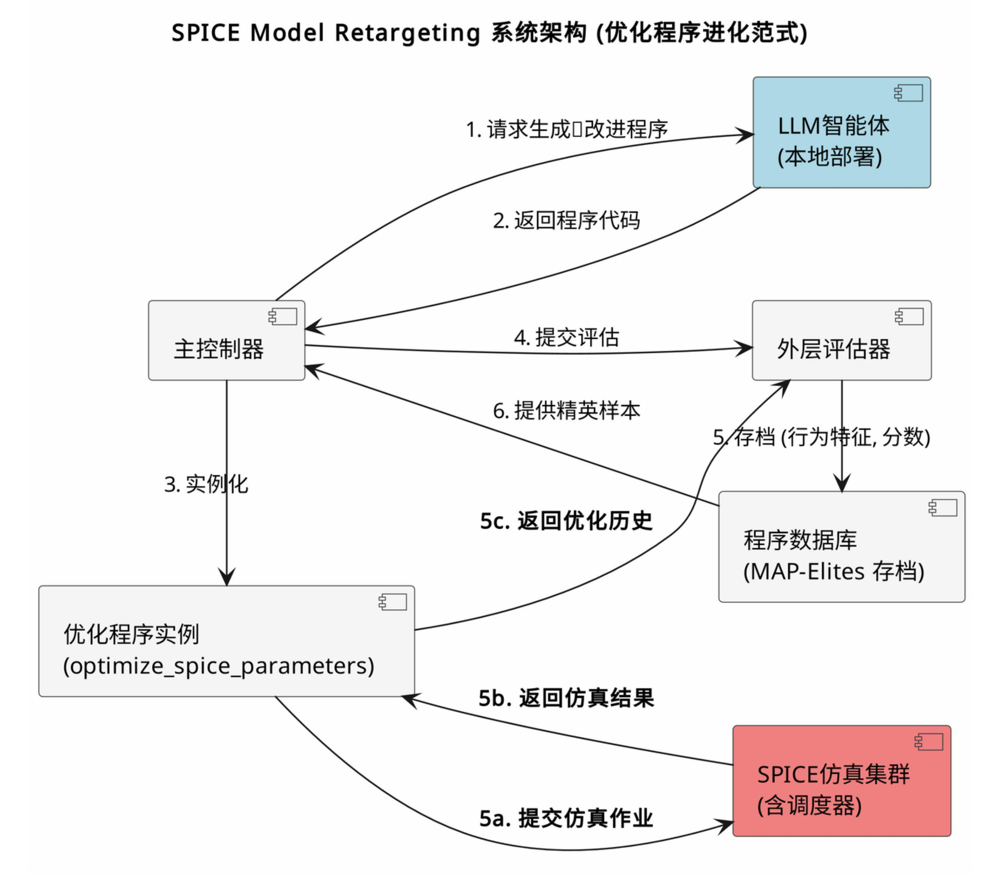 SPICE Model Retargeting 系统架构 (优化程序进化范式)
LLM智能体
(本地部署)
1. 请求生成▯改进程序
2. 返回程序代码
主控制器
4. 提交评估
外层评估器
6. 提供精英样本
5. 存档 (行为特征, 分数)
3. 实例化
5c. 返回优化历史
程序数据库
(MAP-Elites 存档)
优化程序实例
(optimize_spice_parameters)
5b. 返回仿真结果
SPICE仿真集群
(含调度器)
5a. 提交仿真作业